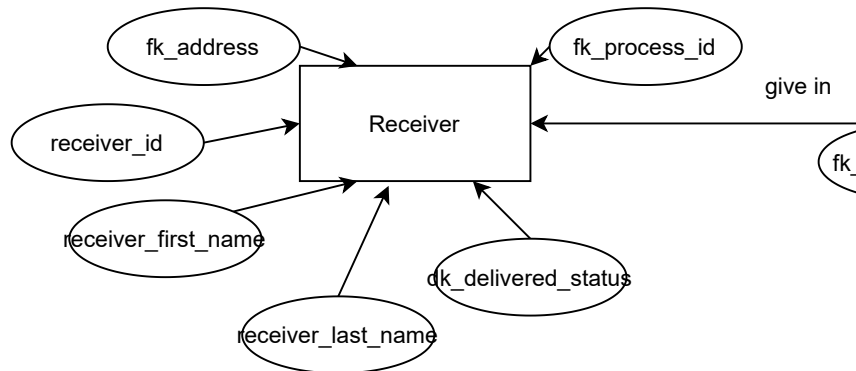 fk_address
fk_process_id
give in
Receiver
receiver_id
fk_
receiver_first_name
dk_delivered_status
receiver_last_name